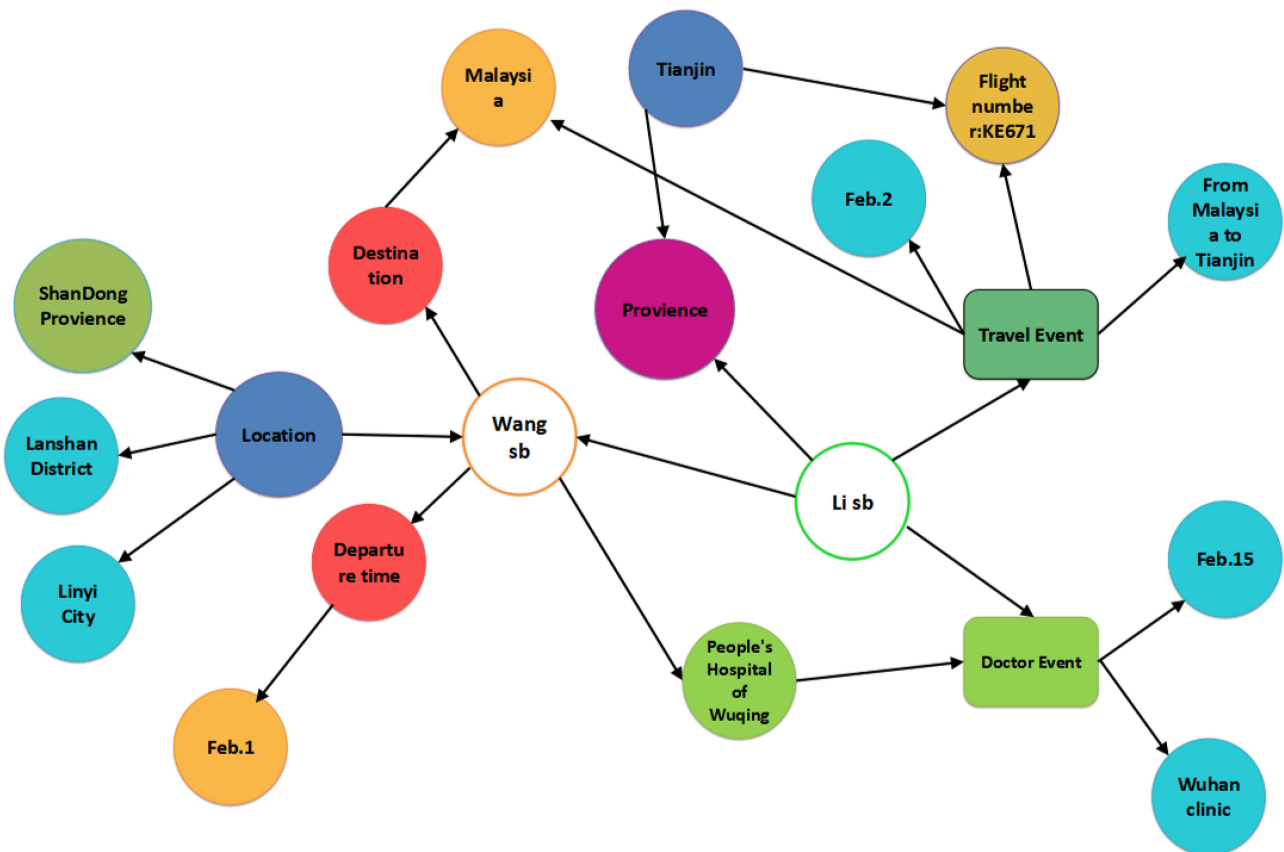 Malaysi
a
Tianjin
Flight
numbe
r:KE671
Feb.2
From
Malaysi
a to
Tianjin
Destina
tion
ShanDong
Provience
Provience
Travel Event
Lanshan
District
Location
Wang
sb
Li sb
Linyi
City
Departu
re time
Feb.15
People's
Hospital
of
Wuqing
Doctor Event
Feb.1
Wuhan
clinic